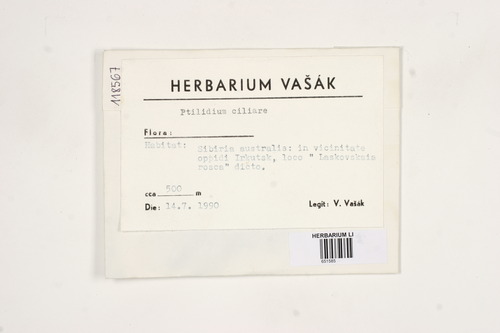 118567
HERBARIUM VAŠÁK
Ptilidium ciliare
Flora:
Habitat: Sibiria australis: in vicinitate
oppidi Irkutsk, loco "
rosca" dicto.
cca 500 m
Die: 14.7. 1990 Legit: V. Vašák
HERBARIUM LI